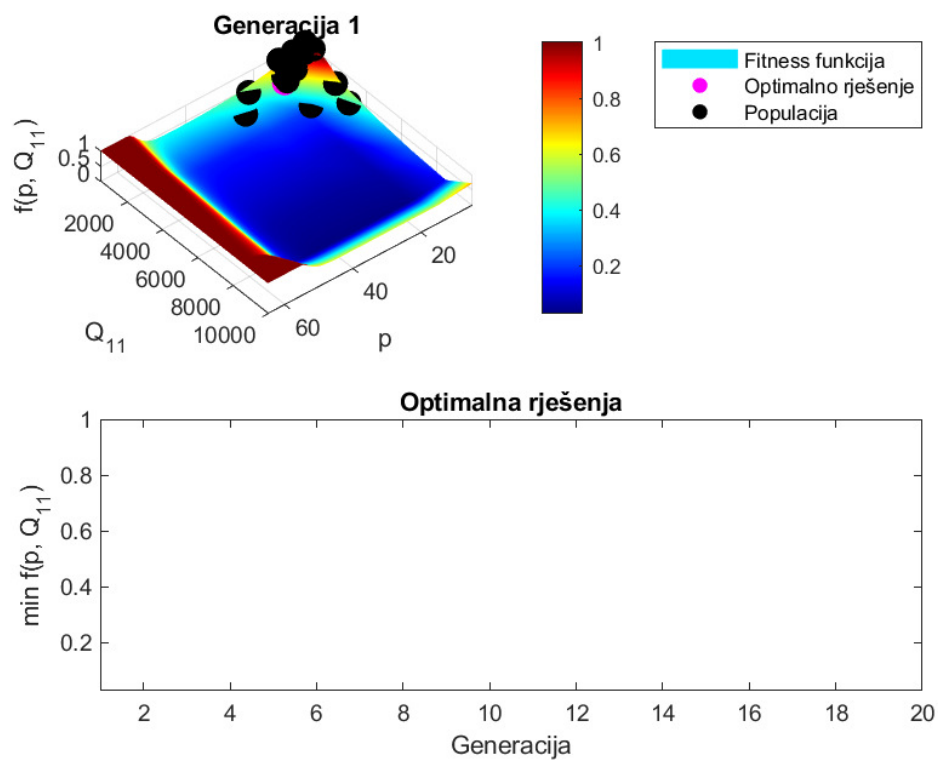 Generacija 1
f(p, Q11)
1
0.5
0
2000
4000
6000
8000
10000
Q11
60
40
20
p
1
0.8
0.6
0.4
0.2
Fitness funkcija
Optimalno rješenje
Populacija
Optimalna rješenja
min f(p, Q11)
1
0.8
0.6
0.4
0.2
2 4 6 8 10 12 14 16 18 20
Generacija